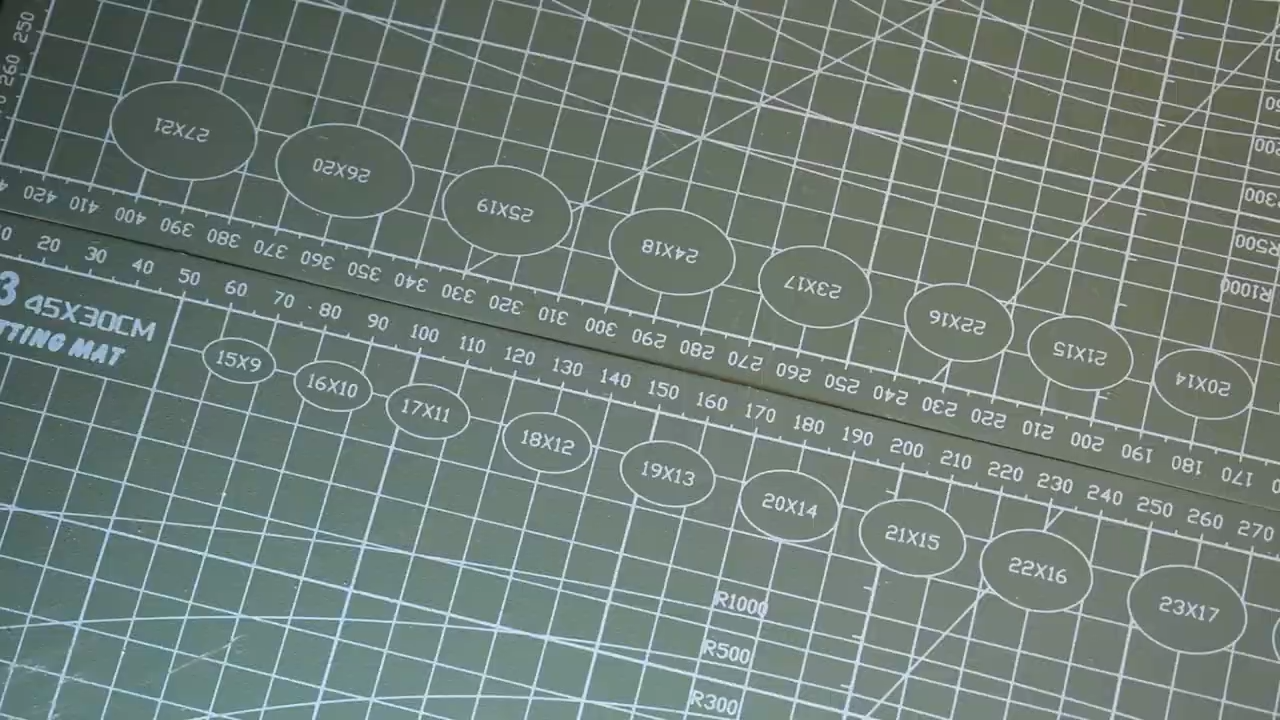 250
260
27X21
26X20
25X19
24X18
23X17
22X16
21X15
20X14
420 410 400 390 380 370 360 350 340 330 320 310 300 290 280 270 260 250 240 230 220 210 200 190 180 170
200
R300
R500
R1000
20 30 40 50 60 70 80 90 100 110 120 130 140 150 160 170 180 190 200 210 220 230 240 250 260 270
3 45X30CM
TTING MAT
15X9
16X10
17X11
18X12
19X13
20X14
21X15
22X16
23X17
R1000
R500
R300